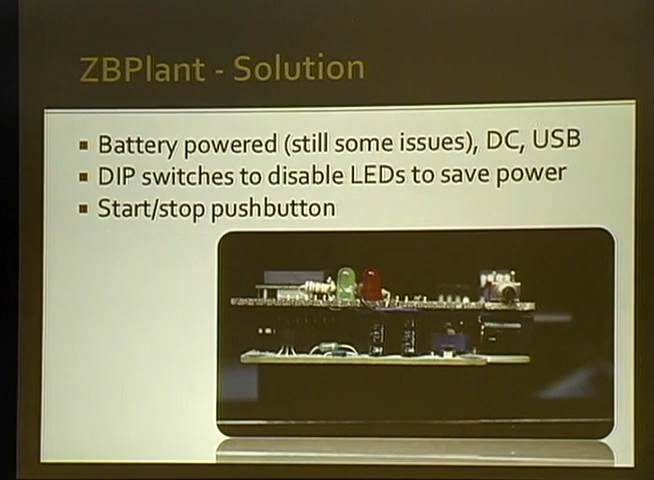 ZBPlant - Solution
Battery powered (still some issues), DC, USB
DIP switches to disable LEDs to save power
Start/stop pushbutton